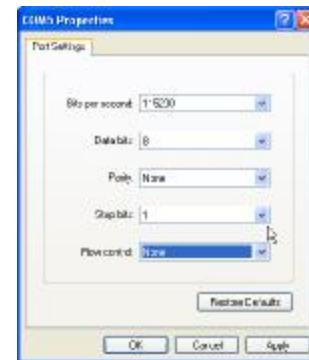 COM5 Properties
Port Settings
Bits per second: 115200
Data bits: 8
Parity: None
Stop bits: 1
Flow control: None
Restore Defaults
OK Cancel Apply